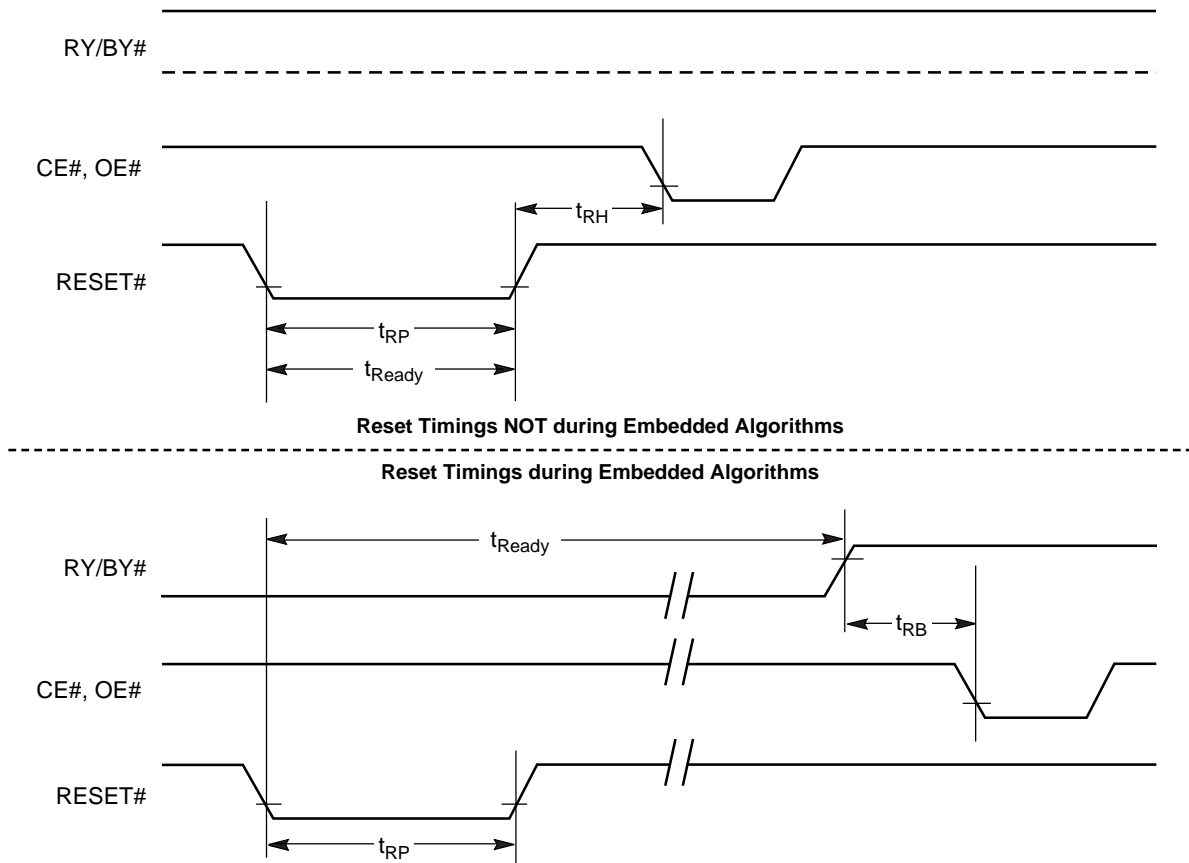 RY/BY#
CE#, OE#
tRH
RESET#
tRP
tReady
Reset Timings NOT during Embedded Algorithms
Reset Timings during Embedded Algorithms
tReady
RY/BY#
tRB
CE#, OE#
RESET#
tRP